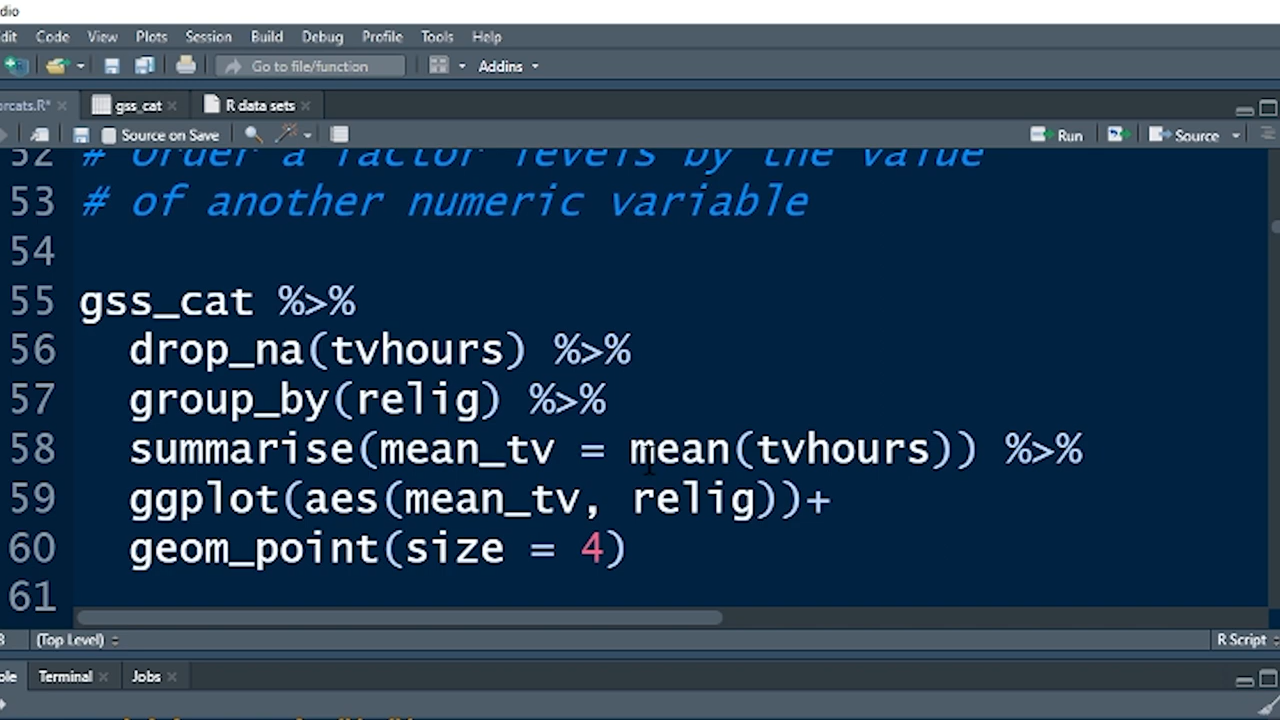 dio
dit Code View Plots Session Build Debug Profile Tools Help
Go to file/function Addins
orcats.R* gss_cat R data sets
Source on Save Run Source
52 # Order a factor levels by the value
53 # of another numeric variable
54
55 gss_cat %>%
56 drop_na(tvhours) %>%
57 group_by(relig) %>%
58 summarise(mean_tv = mean(tvhours)) %>%
59 ggplot(aes(mean_tv, relig))+
60 geom_point(size = 4)
61
8 (Top Level) R Script
ole Terminal Jobs